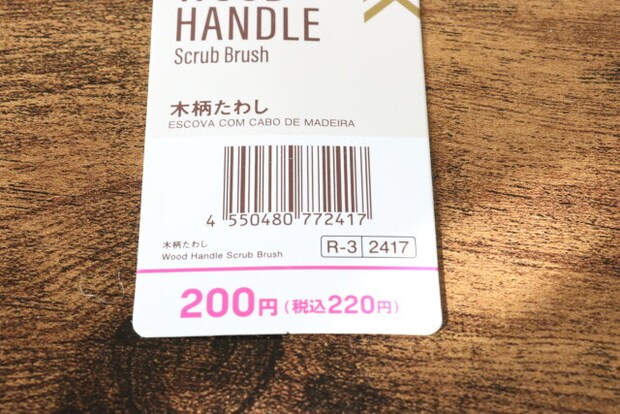 WOOD
HANDLE
Scrub Brush
木柄たわし
ESCOVA COM CABO DE MADEIRA
4 550480 772417
木柄たわし
Wood Handle Scrub Brush
R-3 2417
200円(税込220円)